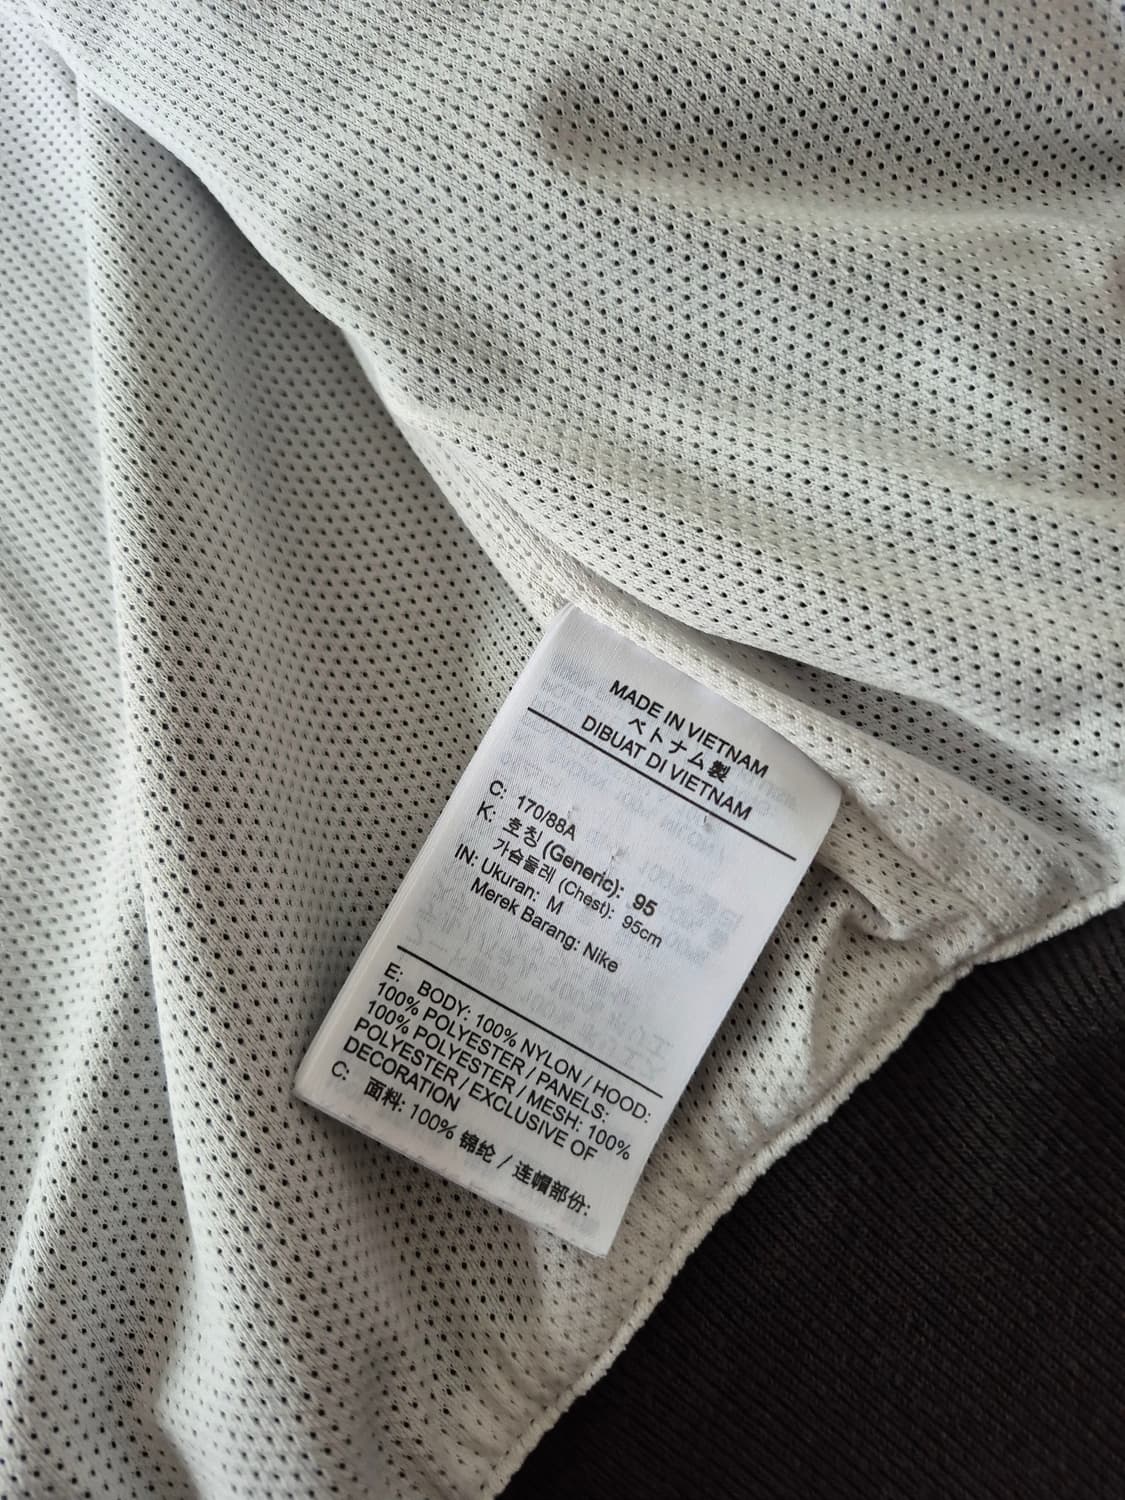 MADE IN VIETNAM
ベトナム製
DIBUAT DI VIETNAM
C: 170/88A
K: 호칭 (Generic): 95
가슴둘레 (Chest): 95cm
IN: Ukuran: M
Merek Barang: Nike
E: BODY: 100% NYLON / HOOD:
100% POLYESTER / PANELS:
100% POLYESTER / MESH: 100%
POLYESTER / EXCLUSIVE OF
DECORATION
C: 面料: 100% 锦纶 / 连帽部份: